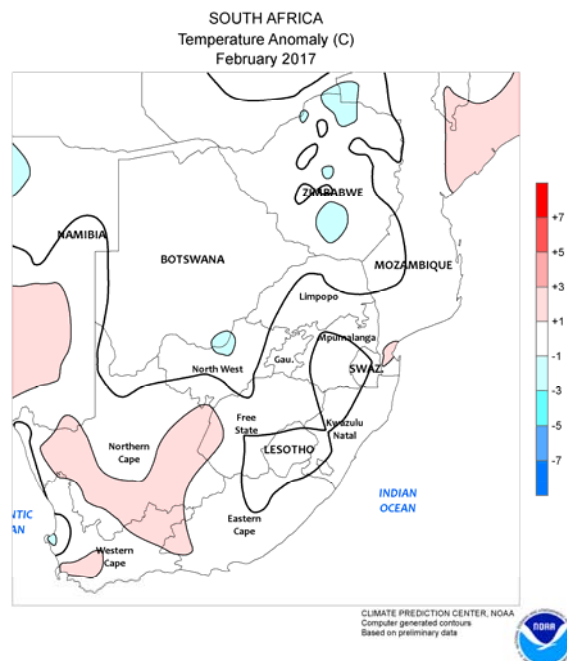 SOUTH AFRICA
Temperature Anomaly (C)
February 2017
ZIMBABWE
NAMIBIA
BOTSWANA
MOZAMBIQUE
Limpopo
Mpumalanga
North West
Gau.
SWAZ.
Free
State
Kwazulu
Natal
Northern
Cape
LESOTHO
INDIAN
OCEAN
NTIC
AN
Eastern
Cape
Western
Cape
+7
+5
+3
+1
-1
-3
-5
-7
CLIMATE PREDICTION CENTER, NOAA
Computer generated contours
Based on preliminary data
NOAA